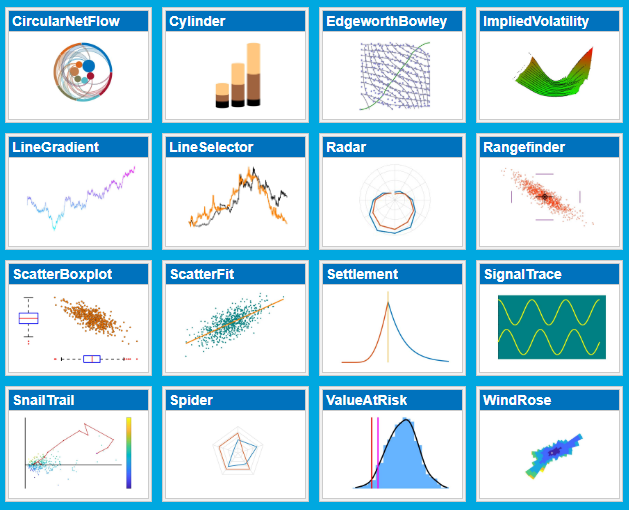 CircularNetFlow
Cylinder
EdgeworthBowley
ImpliedVolatility
LineGradient
LineSelector
Radar
Rangefinder
ScatterBoxplot
ScatterFit
Settlement
SignalTrace
SnailTrail
Spider
ValueAtRisk
WindRose